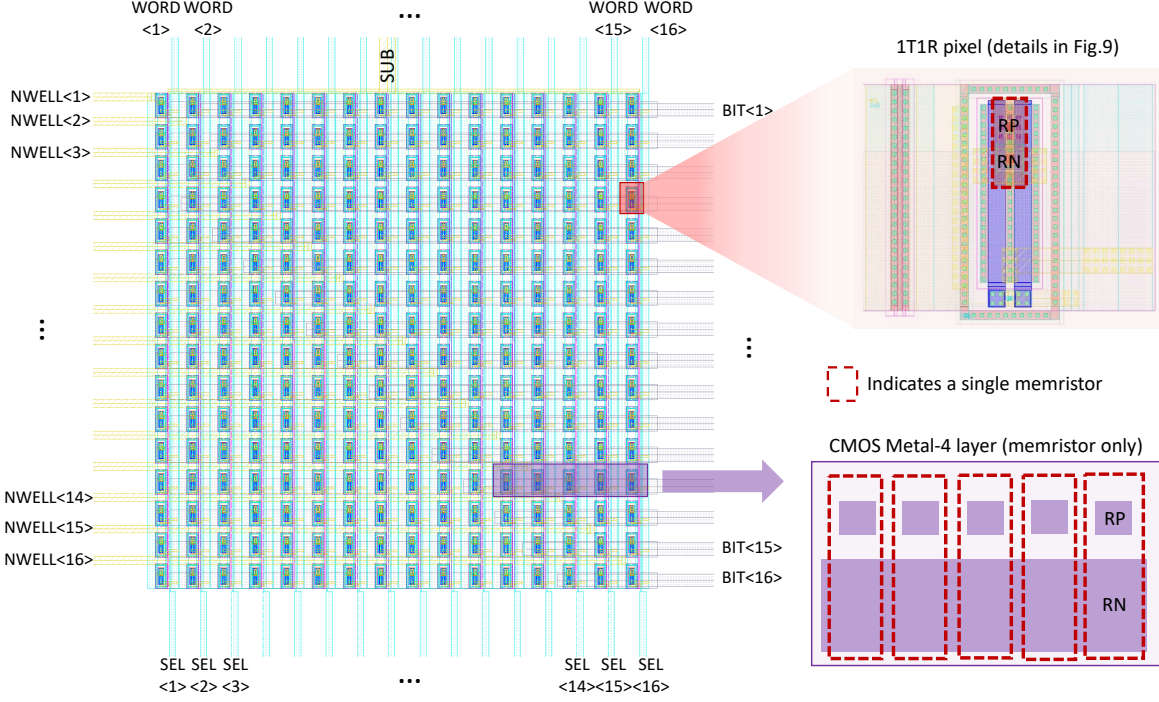 WORD WORD ... WORD WORD
<1> <2> <15> <16>
SUB
1T1R pixel (details in Fig.9)
NWELL<1>
NWELL<2>
NWELL<3>
BIT<1>
RP
RN
...
...
Indicates a single memristor
CMOS Metal-4 layer (memristor only)
NWELL<14>
NWELL<15>
NWELL<16>
BIT<15>
BIT<16>
RP
RN
SEL SEL SEL ... SEL SEL SEL
<1> <2> <3> <14> <15> <16>